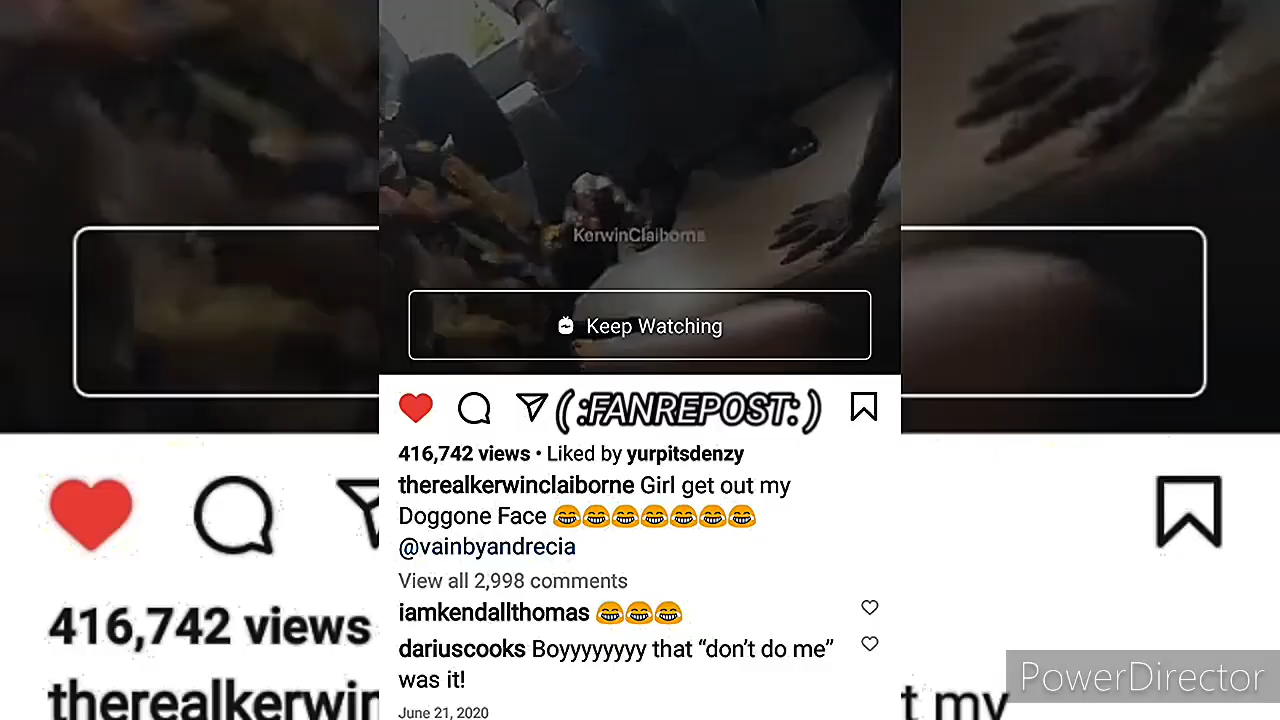 KerwinClaiborne
Keep Watching
( :FANREPOST: )
416,742 views • Liked by yurpitsdenzy
therealkerwinclaiborne Girl get out my
Doggone Face 😂😂😂😂😂😂😂
@vainbyandrecia
View all 2,998 comments
iamkendallthomas 😂😂😂
dariuscooks Boyyyyyyyy that “don’t do me”
was it!
June 21, 2020
416,742 views
therealkerwin
t my
PowerDirector